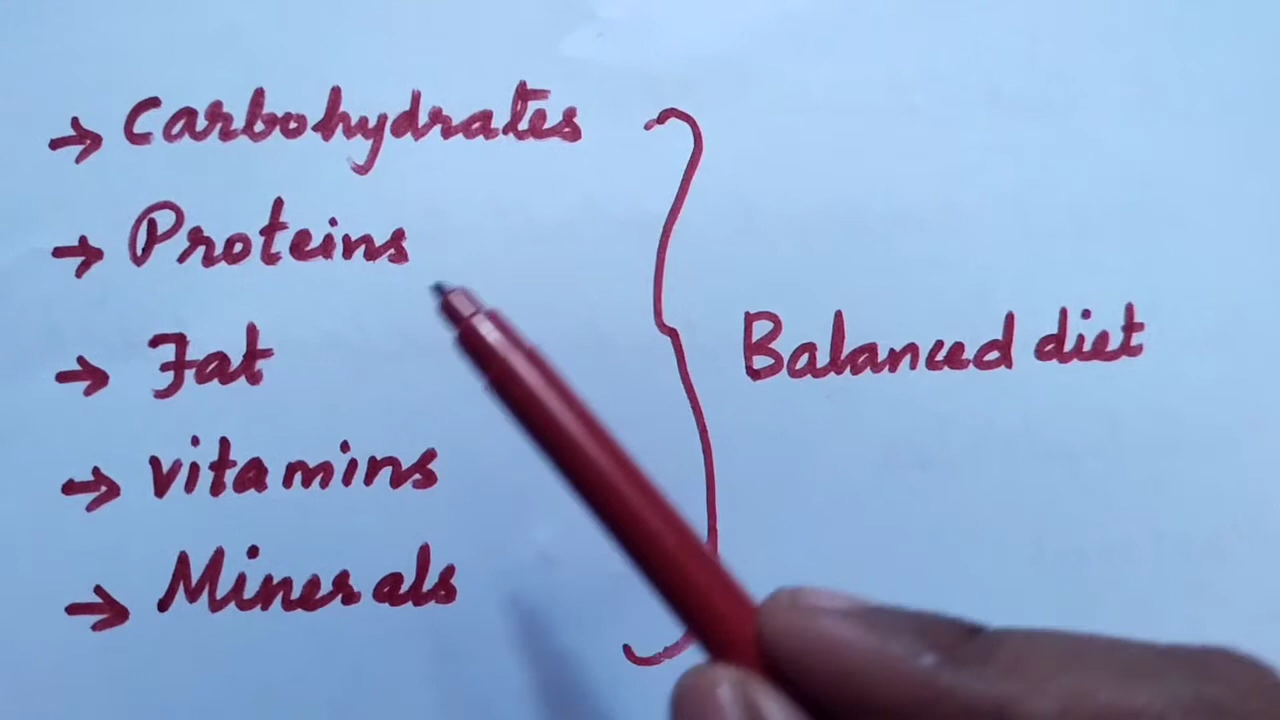 → Carbohydrates
→ Proteins
→ Fat
→ vitamins
→ Minerals
Balanced diet